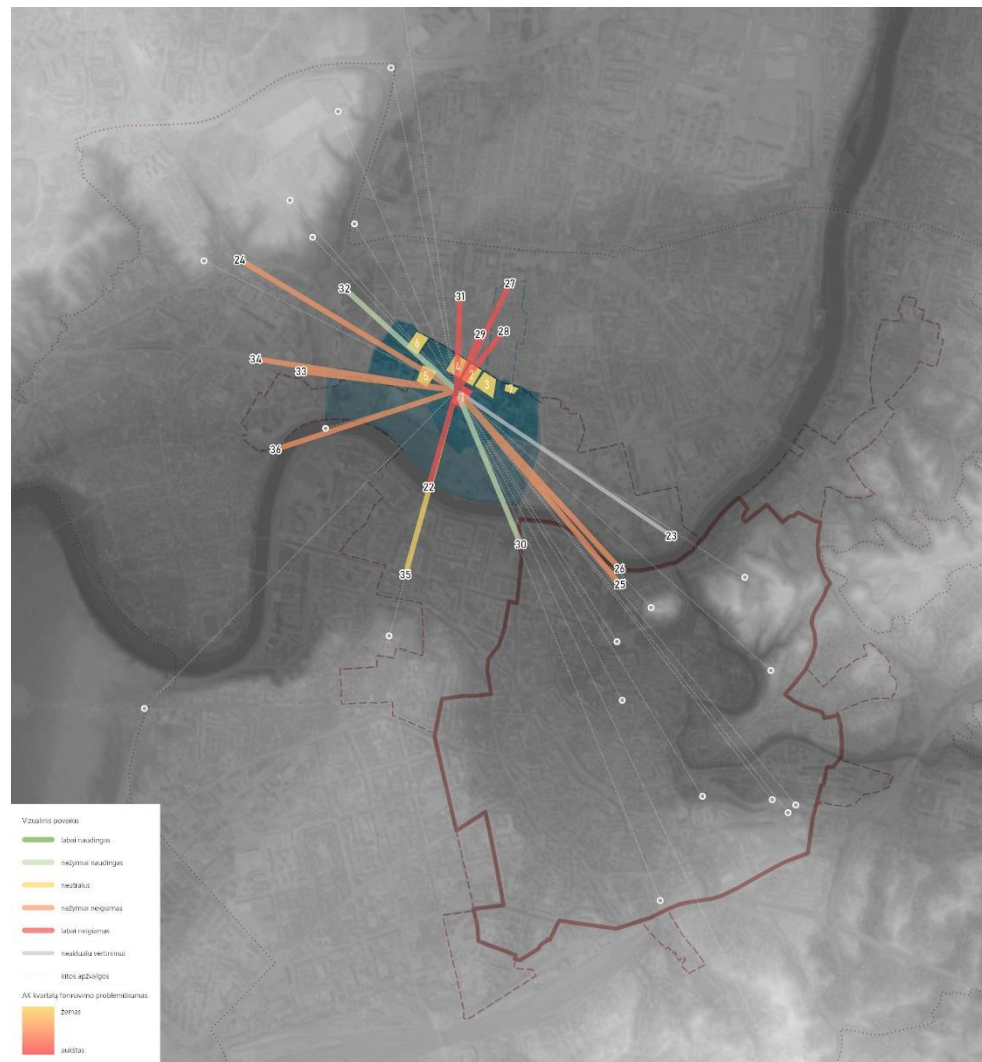 27
24
32
31
28
29
6
34
33
5
4
2
3
7
1
36
22
35
30
23
26
25
Vizualinis poveikis
labai naudingas
nežymiai naudingas
neutralus
nežymiai neigiamas
labai neigiamas
neaktualu vertinimui
kitos apžvalgos
AK kvartalų formavimo problemiškumas
žemas
aukštas